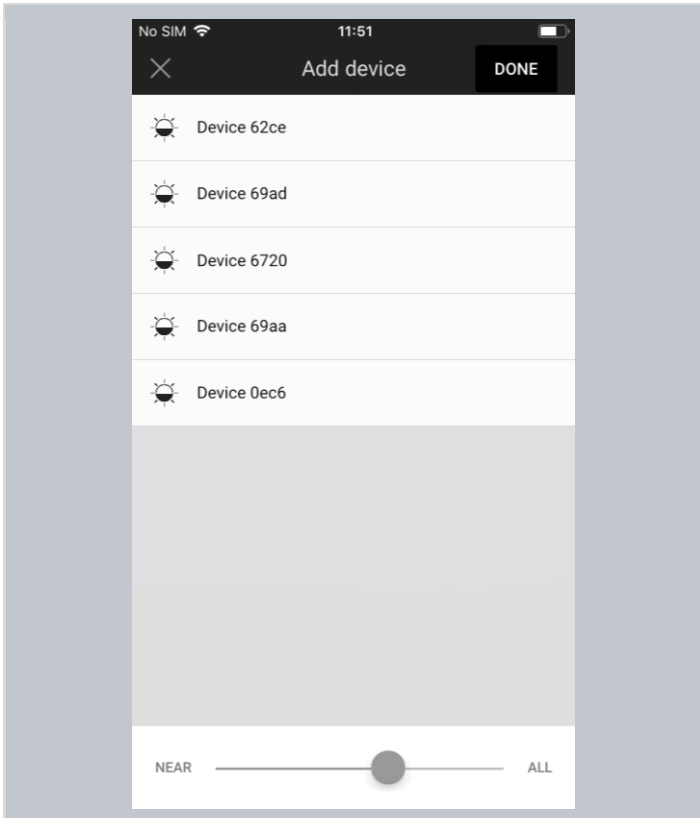 No SIM 11:51
Add device DONE
Device 62ce
Device 69ad
Device 6720
Device 69aa
Device 0ec6
NEAR ALL